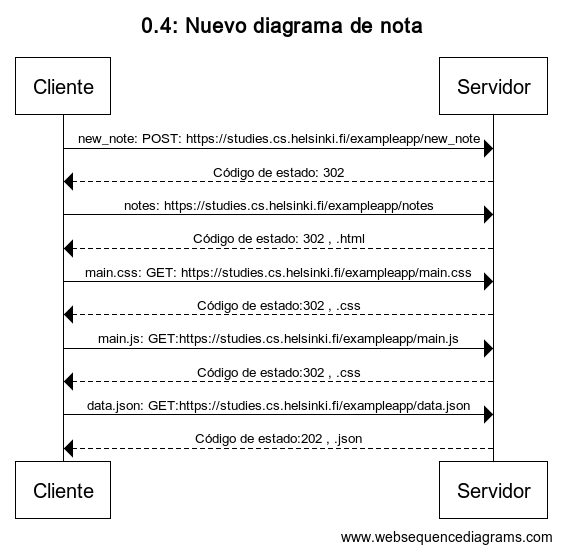 0.4: Nuevo diagrama de nota
Cliente
Servidor
new_note: POST: https://studies.cs.helsinki.fi/exampleapp/new_note
Código de estado: 302
notes: https://studies.cs.helsinki.fi/exampleapp/notes
Código de estado: 302 , .html
main.css: GET: https://studies.cs.helsinki.fi/exampleapp/main.css
Código de estado:302 , .css
main.js: GET:https://studies.cs.helsinki.fi/exampleapp/main.js
Código de estado:302 , .css
data.json: GET:https://studies.cs.helsinki.fi/exampleapp/data.json
Código de estado:202 , .json
Cliente
Servidor
www.websequencediagrams.com